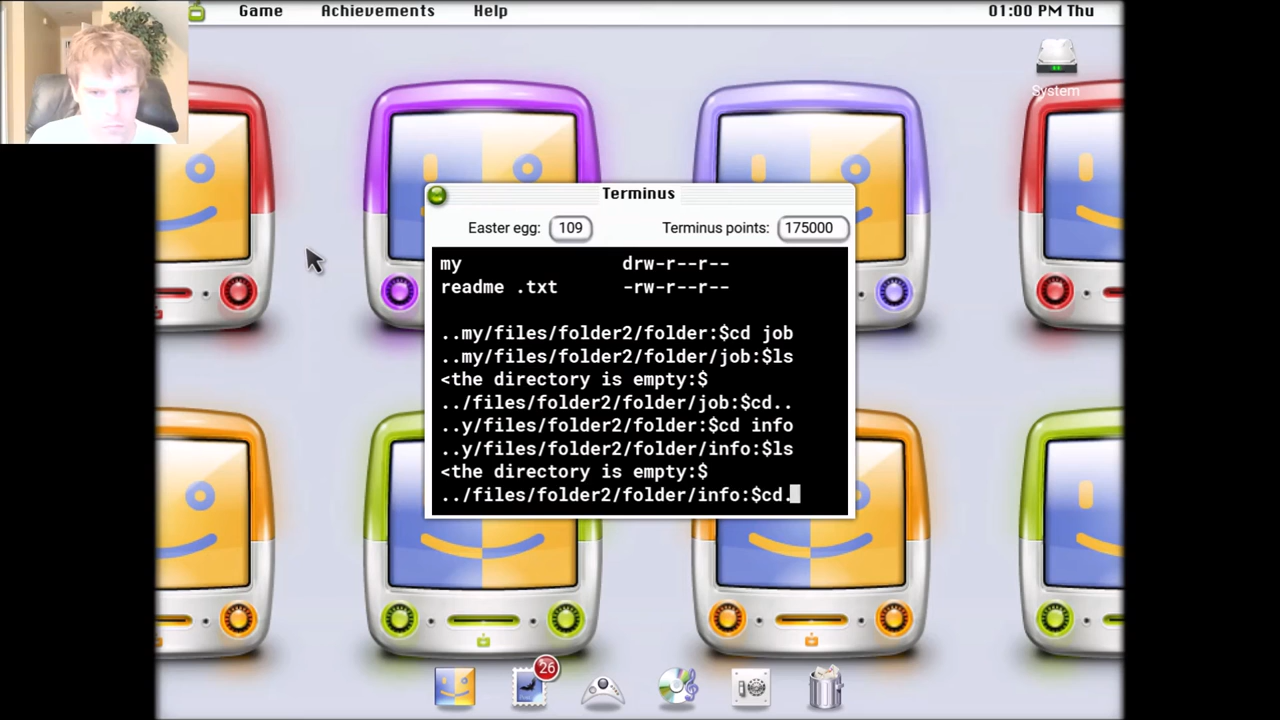 Game Achievements Help 01:00 PM Thu
System
Terminus
Easter egg: 109 Terminus points: 175000
my drw-r--r--
readme .txt -rw-r--r--
..my/files/folder2/folder:$cd job
..my/files/folder2/folder/job:$ls
<the directory is empty:$
../files/folder2/folder/job:$cd..
..y/files/folder2/folder:$cd info
..y/files/folder2/folder/info:$ls
<the directory is empty:$
../files/folder2/folder/info:$cd.
26